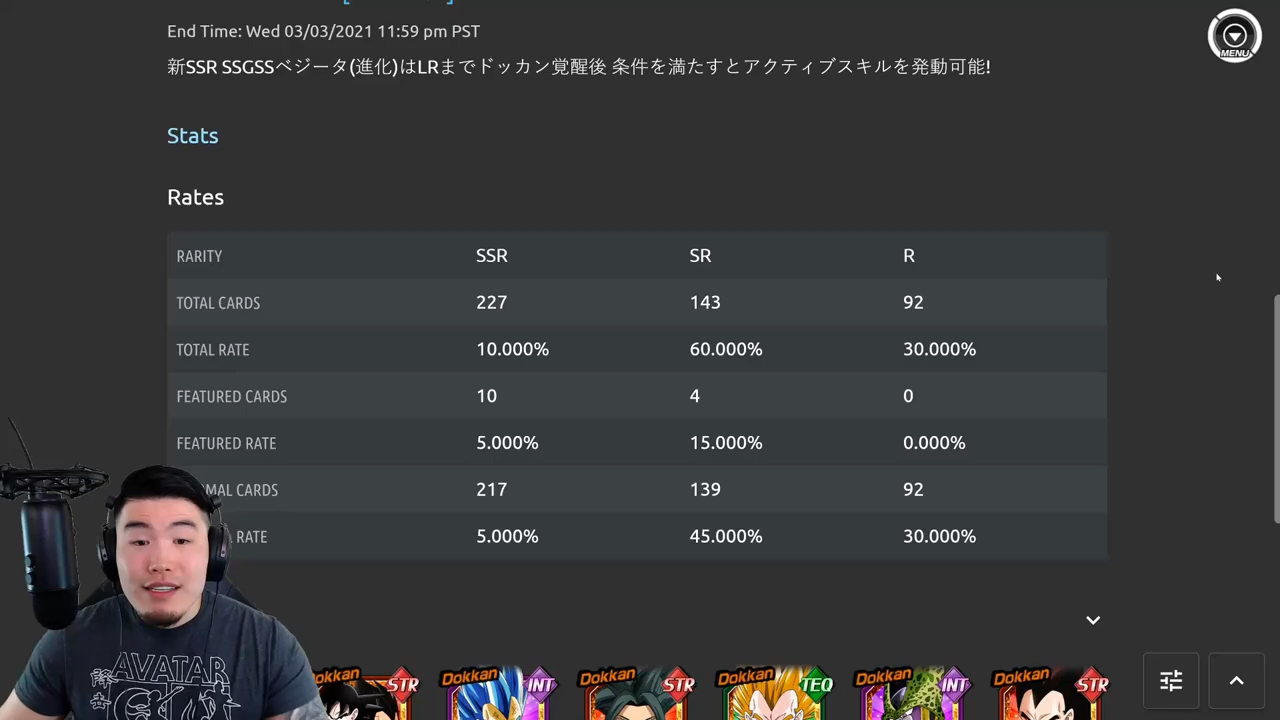 End Time: Wed 03/03/2021 11:59 pm PST
MENU
新SSR SSGSSベジータ(進化)はLRまでドッカン覚醒後 条件を満たすとアクティブスキルを発動可能!
Stats
Rates
RARITY SSR SR R
TOTAL CARDS 227 143 92
TOTAL RATE 10.000% 60.000% 30.000%
FEATURED CARDS 10 4 0
FEATURED RATE 5.000% 15.000% 0.000%
MAL CARDS 217 139 92
RATE 5.000% 45.000% 30.000%
Dokkan STR Dokkan INT Dokkan STR Dokkan TEQ Dokkan INT Dokkan STR
AVATAR